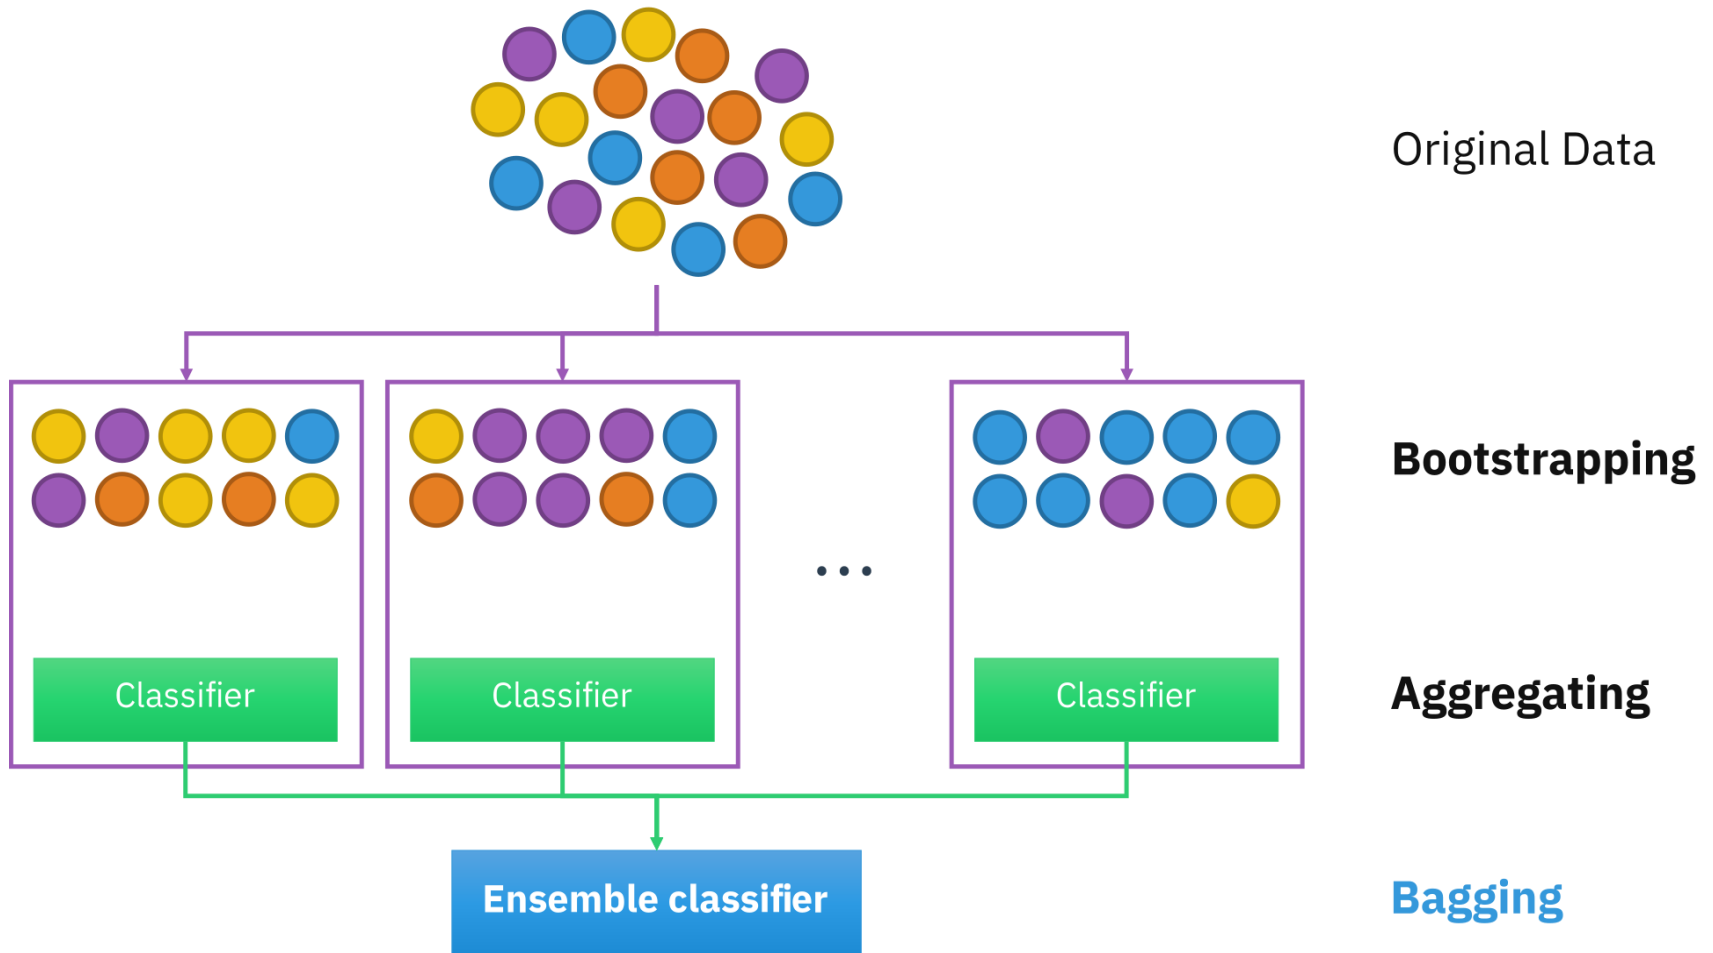 Original Data
Bootstrapping
...
Classifier
Classifier
Classifier
Aggregating
Ensemble classifier
Bagging